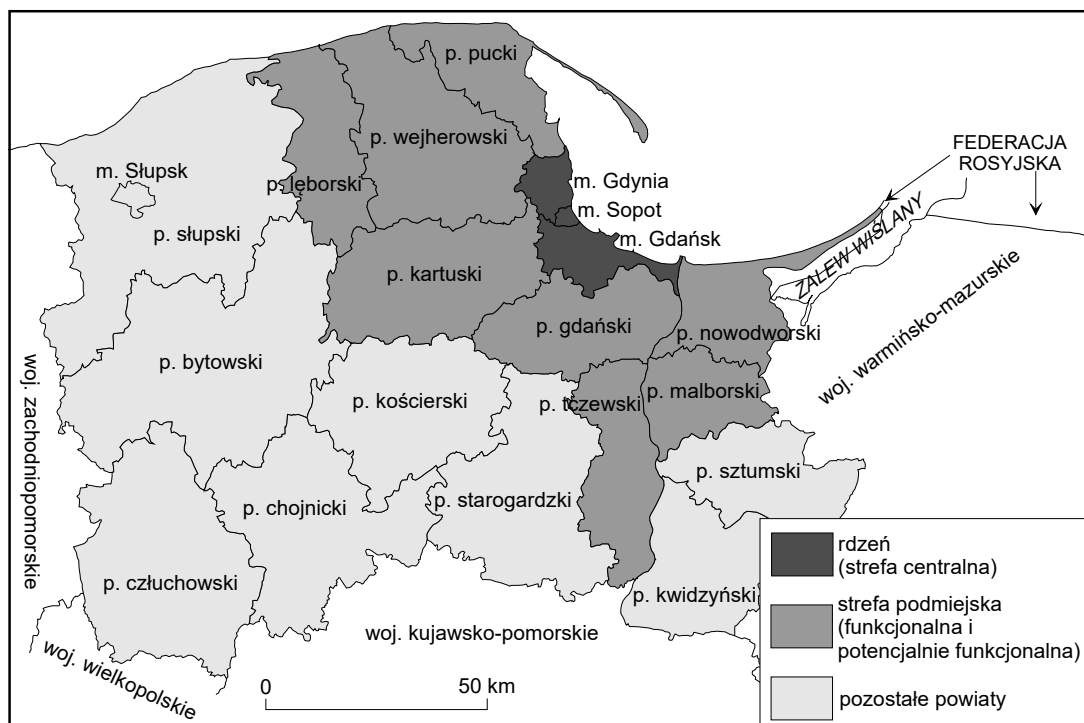 p. pucki
p. wejherowski
m. Słupsk
p. lęborski
m. Gdynia
m. Sopot
m. Gdańsk
FEDERACJA
ROSYJSKA
ZALEW WIŚLANY
p. słupski
p. kartuski
p. gdański
p. nowodworski
woj. warmińsko-mazurskie
p. bytowski
p. kościerski
p. tczewski
p. malborski
woj. zachodniopomorskie
p. sztumski
p. starogardzki
p. chojnicki
p. człuchowski
p. kwidzyński
woj. kujawsko-pomorskie
woj. wielkopolskie
0 50 km
rdzeń
(strefa centralna)
strefa podmiejska
(funkcjonalna i
potencjalnie funkcjonalna)
pozostałe powiaty